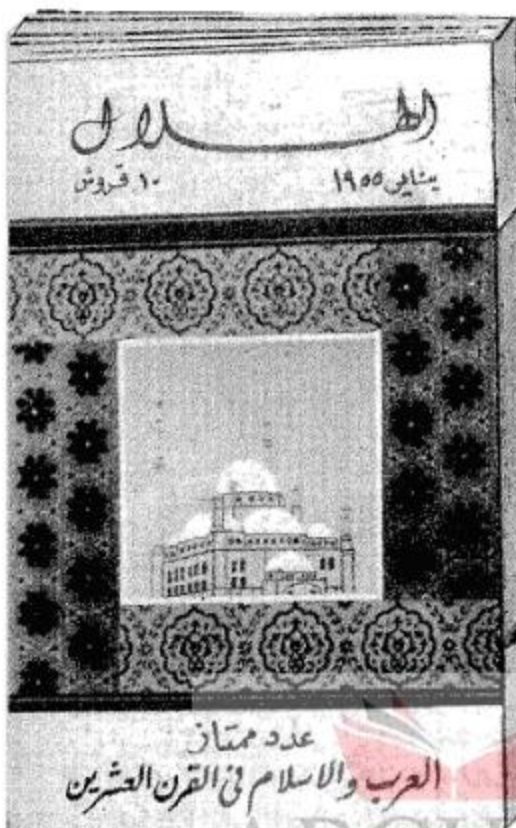 الهلال
يناير ١٩٥٥ ١٠ قروش
عدد ممتاز
العرب والاسلام في القرن العشرين